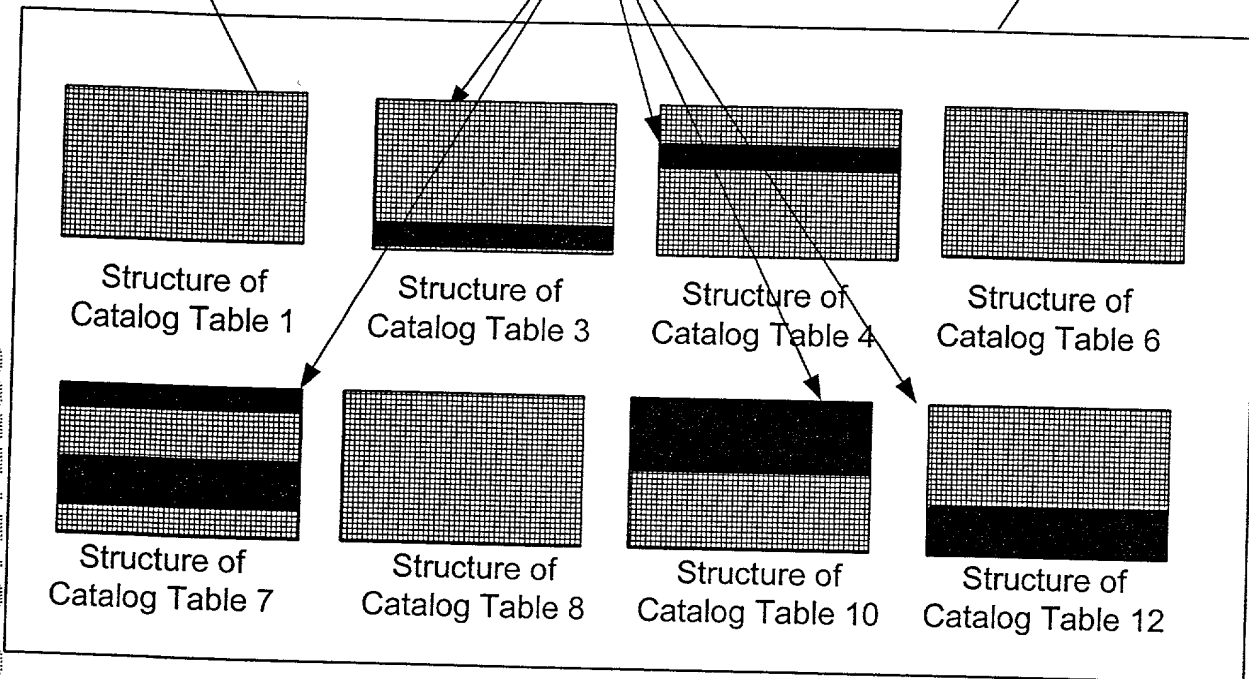 Structure of
Catalog Table 1
Structure of
Catalog Table 3
Structure of
Catalog Table 4
Structure of
Catalog Table 6
Structure of
Catalog Table 7
Structure of
Catalog Table 8
Structure of
Catalog Table 10
Structure of
Catalog Table 12